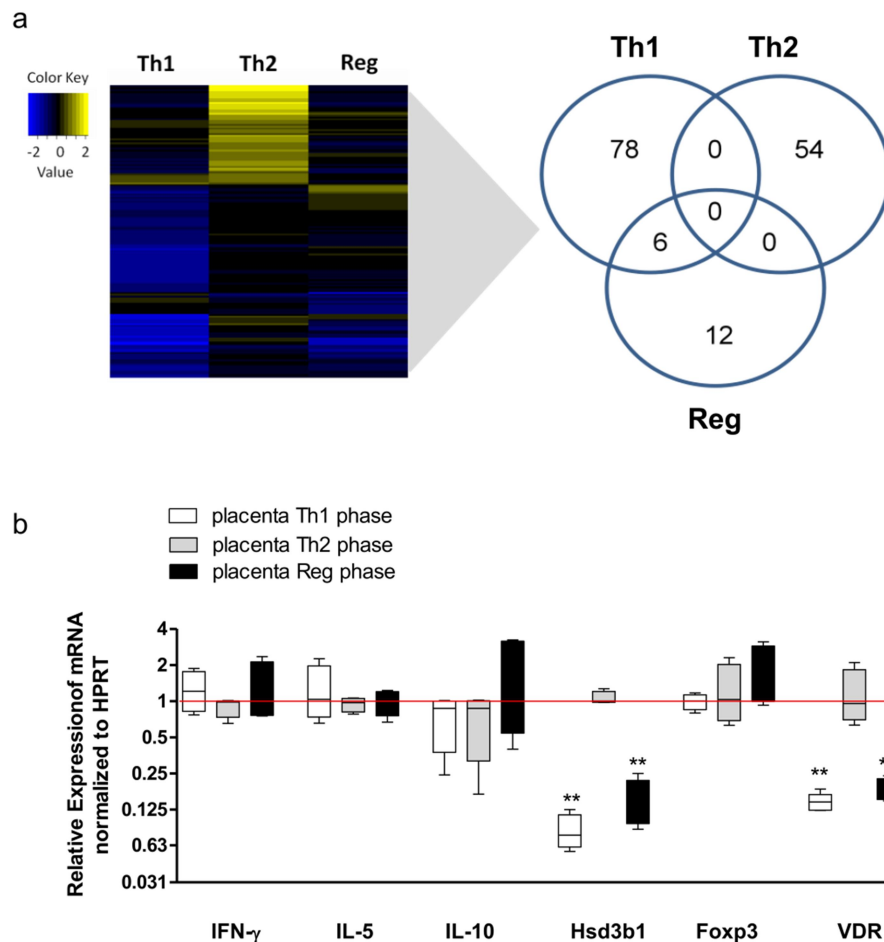 a
Th1 Th2 Reg
Color Key
-2 0 2
Value
Th1 Th2
78 0 54
0
6 0
12
Reg
b
placenta Th1 phase
placenta Th2 phase
placenta Reg phase
Relative Expressionof mRNA
normalized to HPRT
4
2
1
0.5
0.25
0.125
0.63
0.031
** ** ** *
IFN-γ IL-5 IL-10 Hsd3b1 Foxp3 VDR